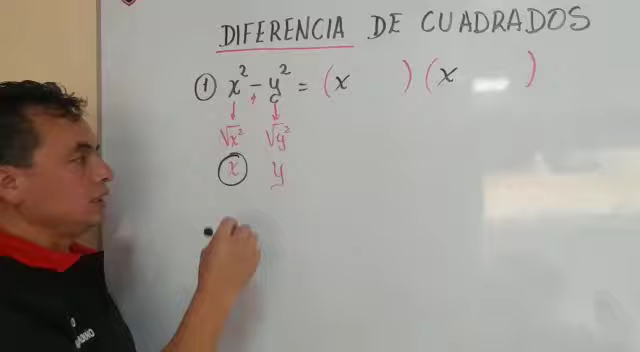 DIFERENCIA DE CUADRADOS
① x² - y² = (x ) (x )
√x² √y²
x y